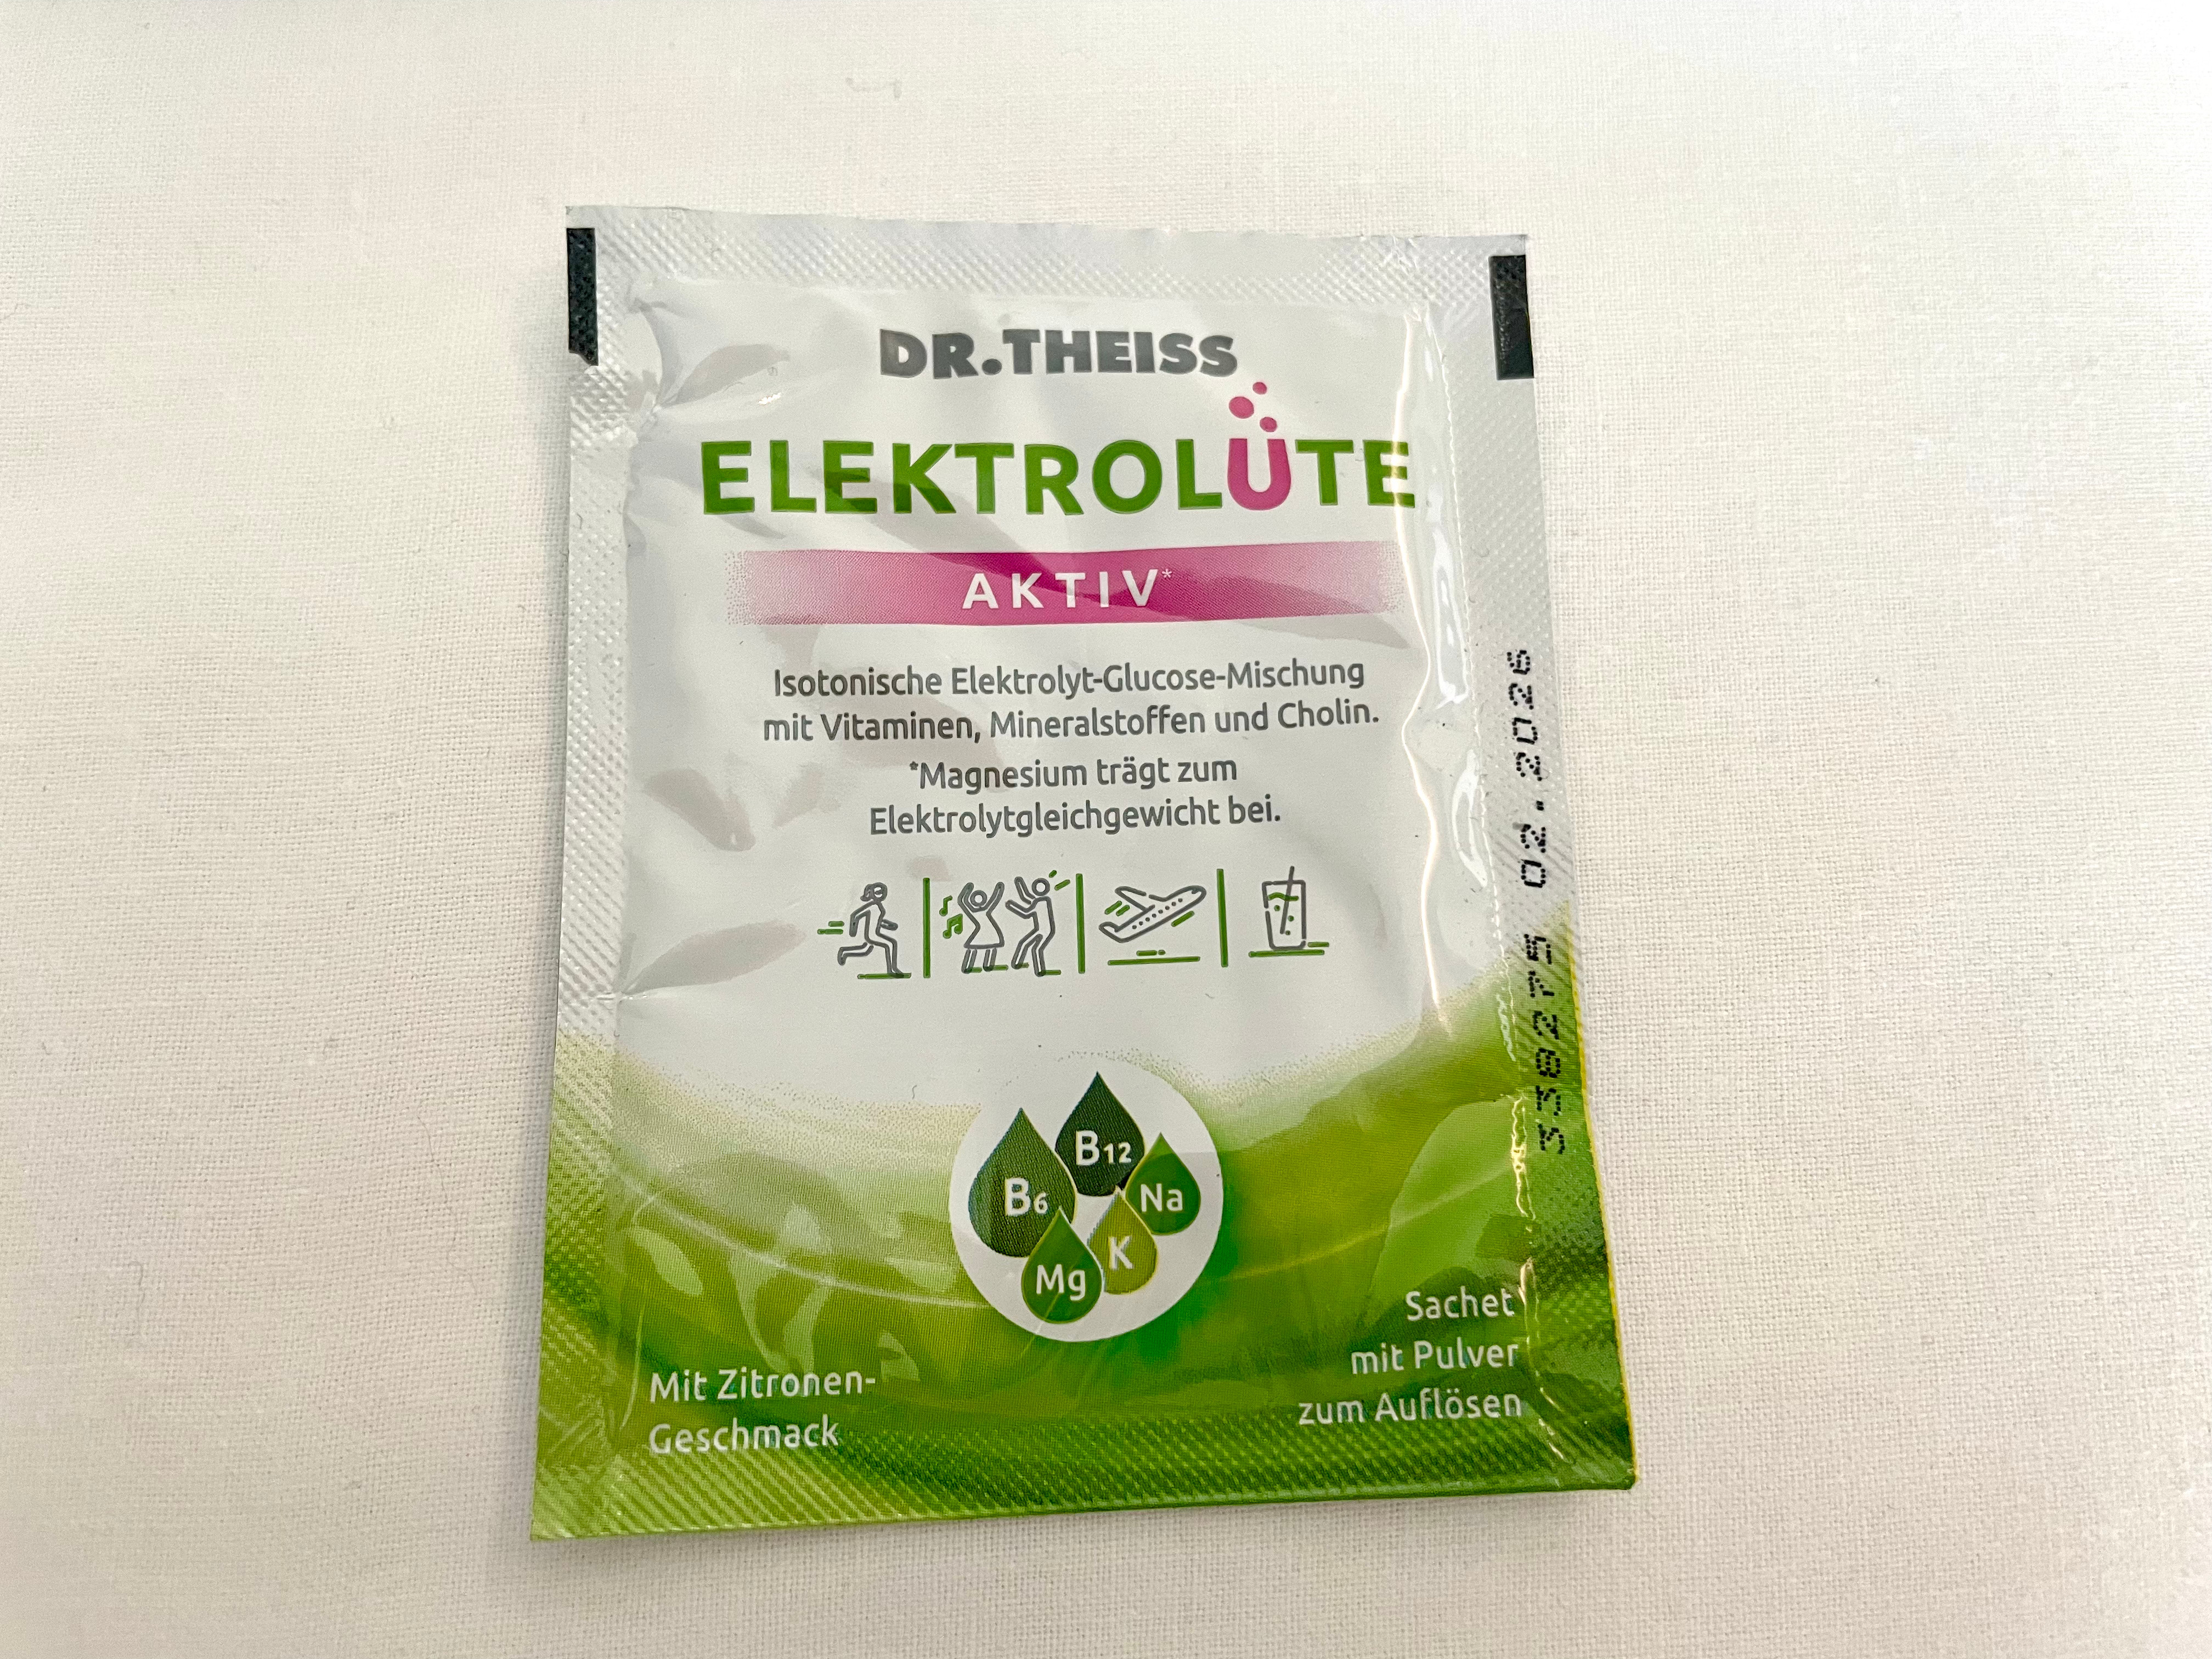 DR.THEISS
ELEKTROLÜTE
AKTIV*
Isotonische Elektrolyt-Glucose-Mischung
mit Vitaminen, Mineralstoffen und Cholin.
*Magnesium trägt zum
Elektrolytgleichgewicht bei.
B12
B6
Na
K
Mg
Mit Zitronen-
Geschmack
Sachet
mit Pulver
zum Auflösen
3382T5 02.2026